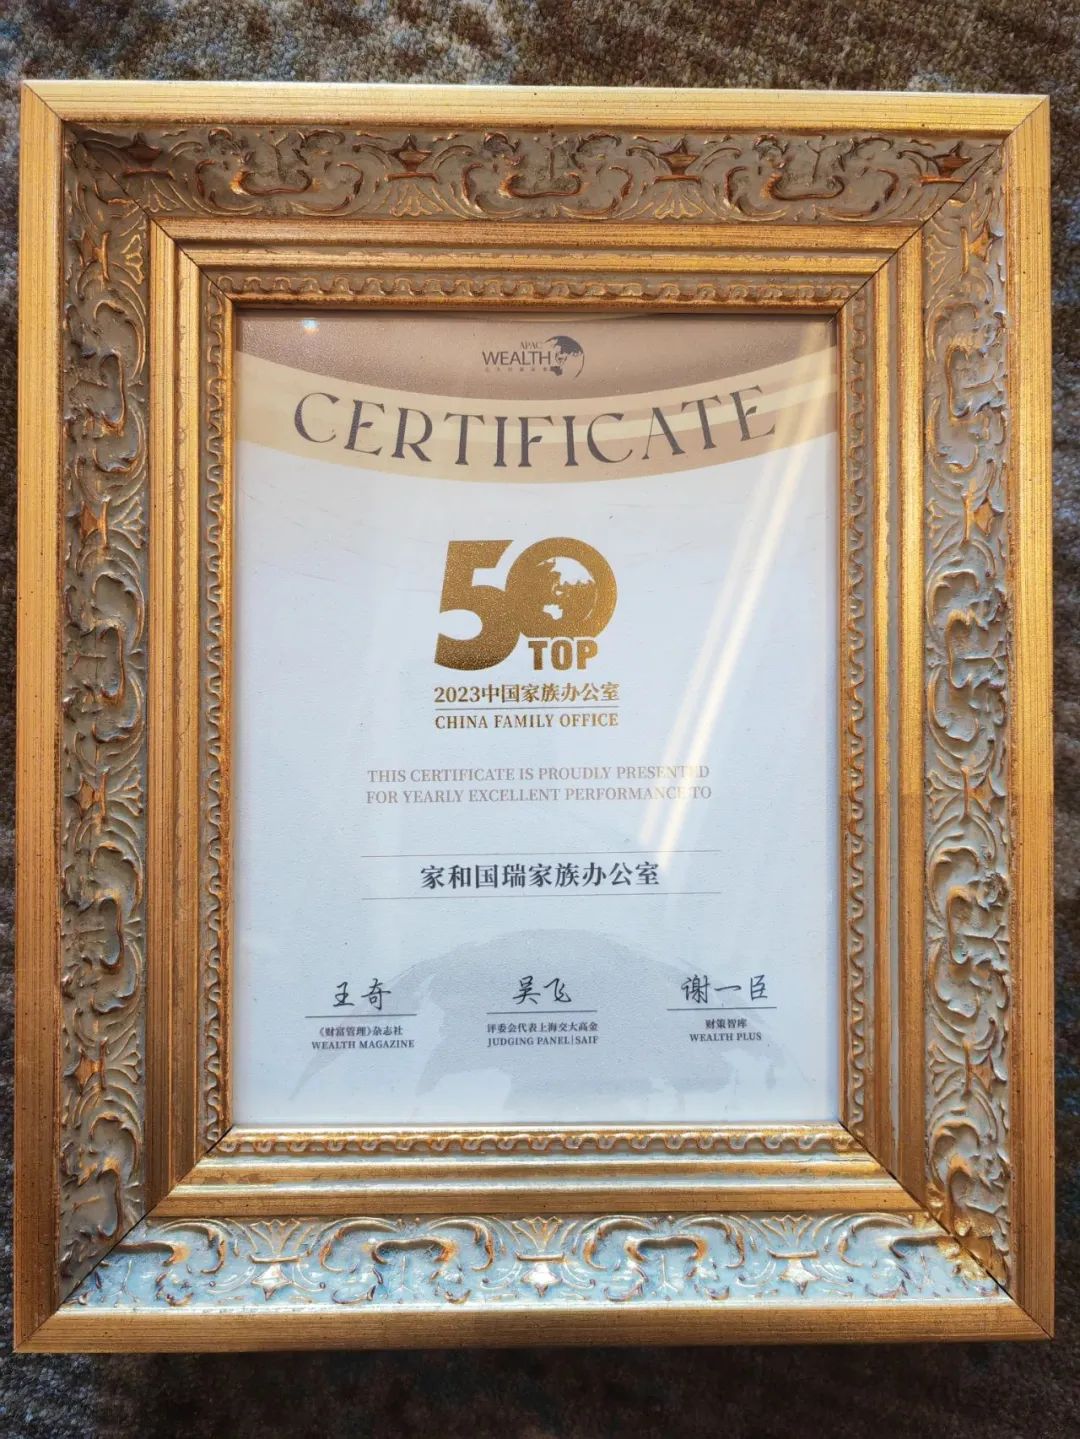 APAC
WEALTH
CERTIFICATE
50
TOP
2023中国家族办公室
CHINA FAMILY OFFICE
THIS CERTIFICATE IS PROUDLY PRESENTED
FOR YEARLY EXCELLENT PERFORMANCE TO
家和国瑞家族办公室
王奇 吴飞 谢一臣
《财富管理》杂志社 评委会代表上海交大高金 财策智库
WEALTH MAGAZINE JUDGING PANEL|SAIF WEALTH PLUS